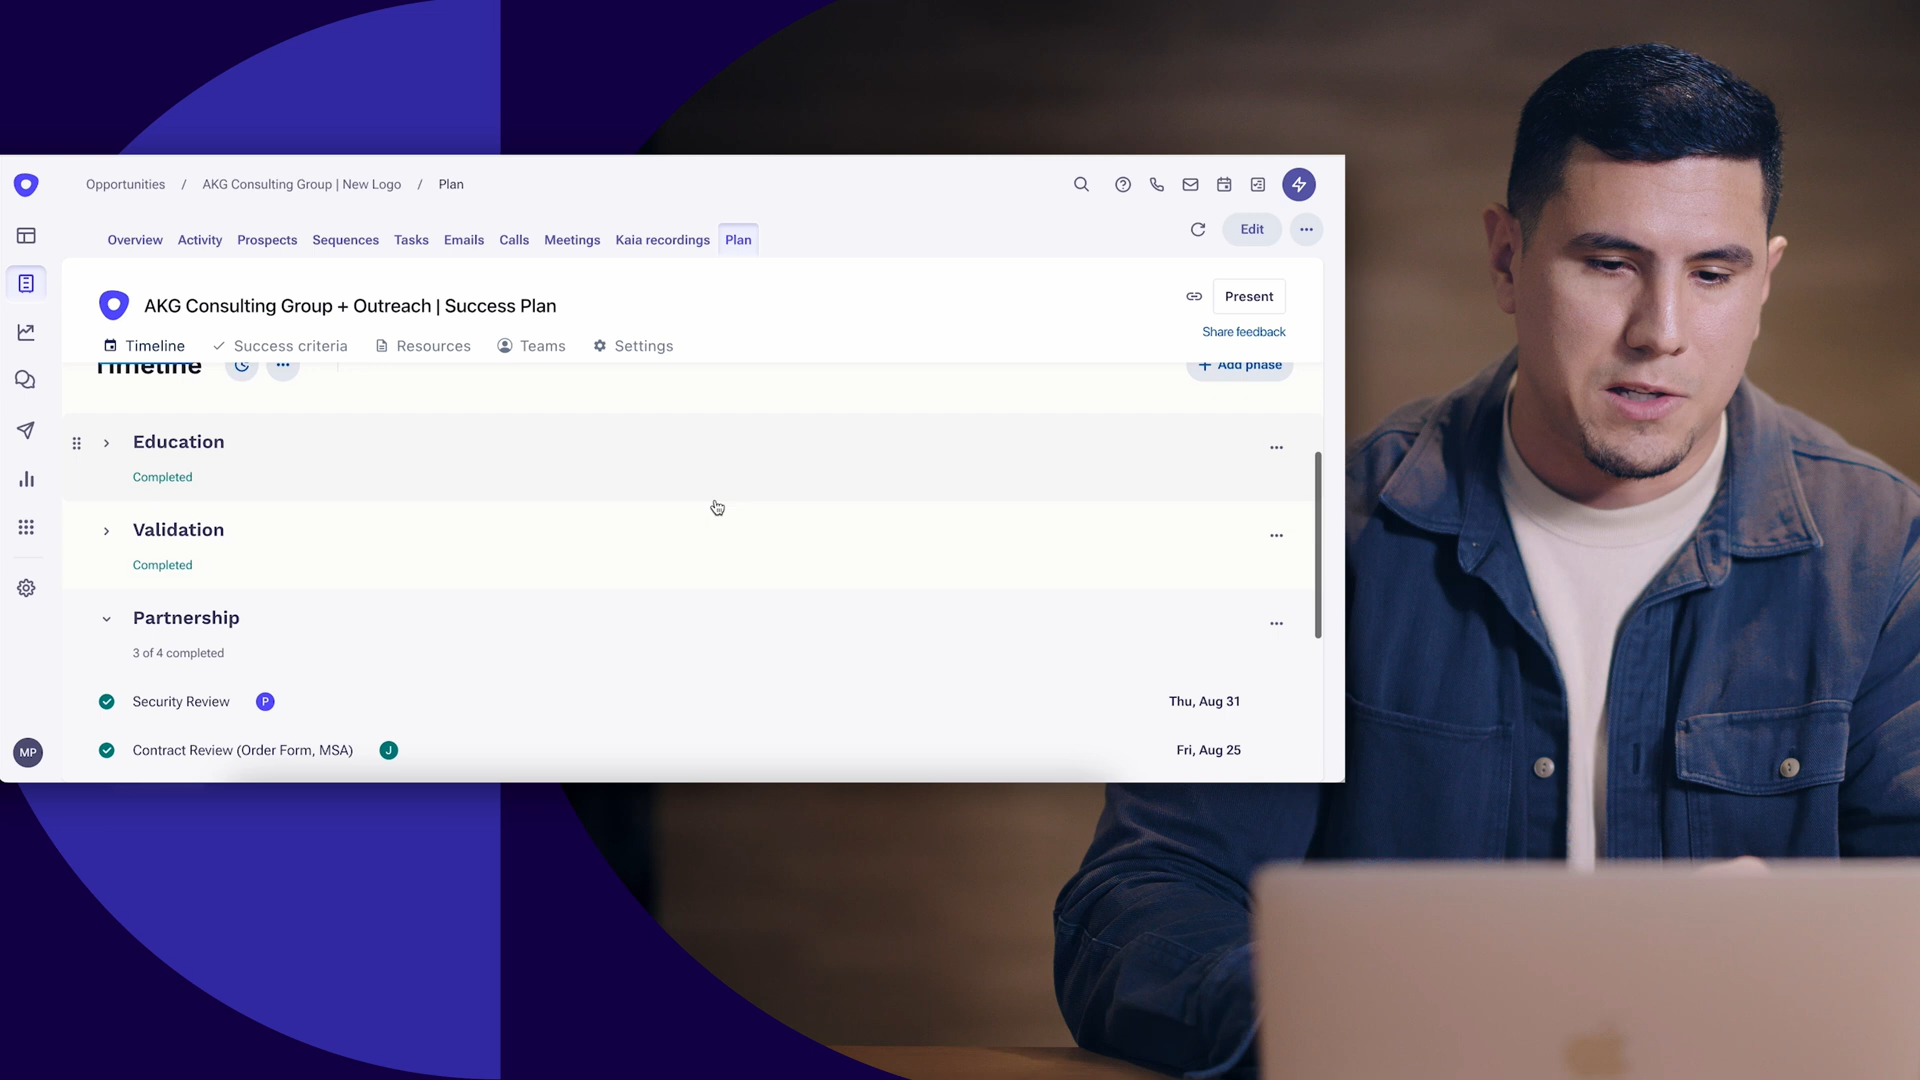 Opportunities / AKG Consulting Group | New Logo / Plan
Overview Activity Prospects Sequences Tasks Emails Calls Meetings Kaia recordings Plan
Edit
AKG Consulting Group + Outreach | Success Plan
Present
Share feedback
Timeline Success criteria Resources Teams Settings
Timeline
+ Add phase
Education
Completed
Validation
Completed
Partnership
3 of 4 completed
Security Review P Thu, Aug 31
Contract Review (Order Form, MSA) J Fri, Aug 25
MP